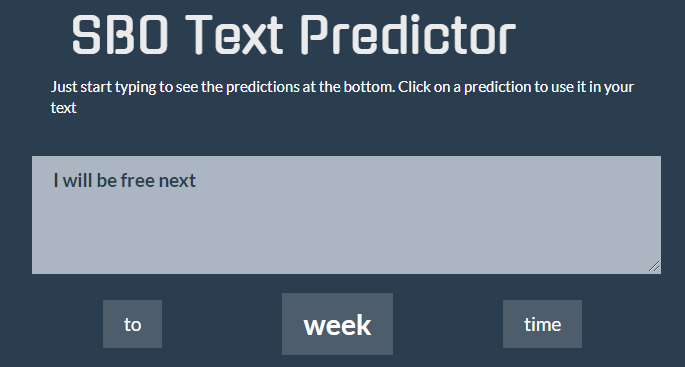 SBO Text Predictor
Just start typing to see the predictions at the bottom. Click on a prediction to use it in your
text
I will be free next
to week time